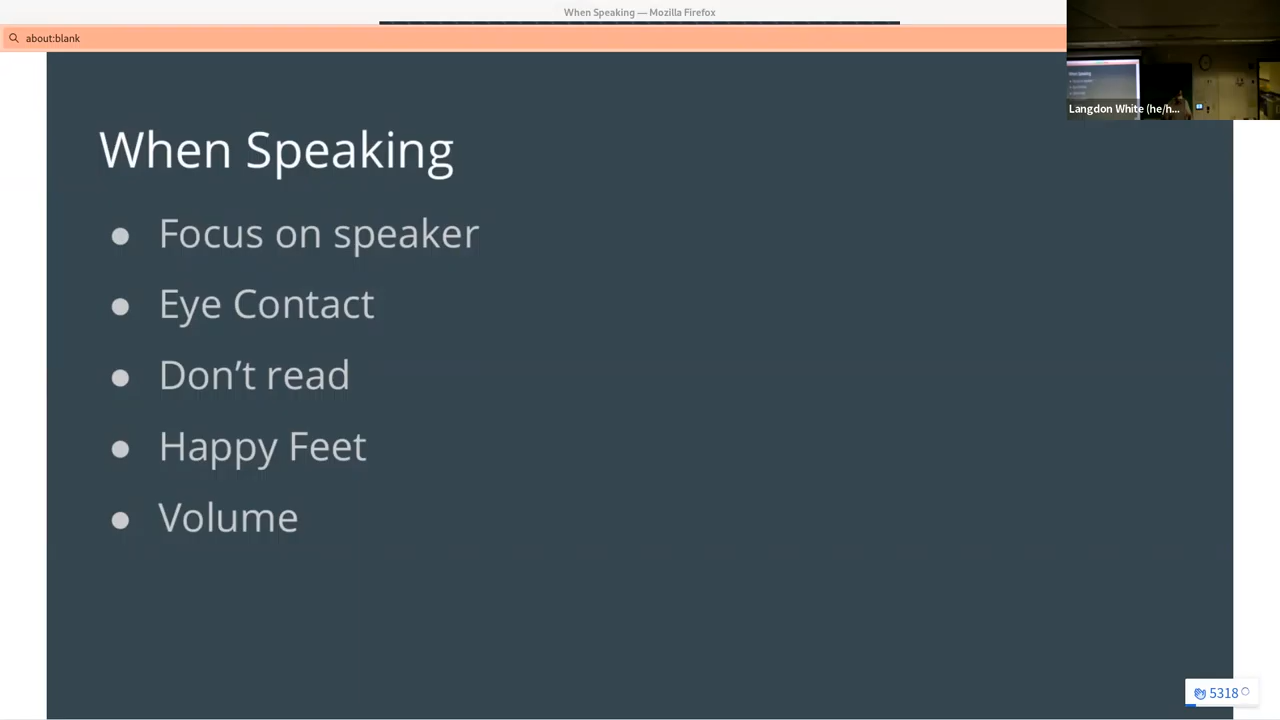 When Speaking — Mozilla Firefox
about:blank
Langdon White (he/h...
When Speaking
● Focus on speaker
● Eye Contact
● Don’t read
● Happy Feet
● Volume
5318